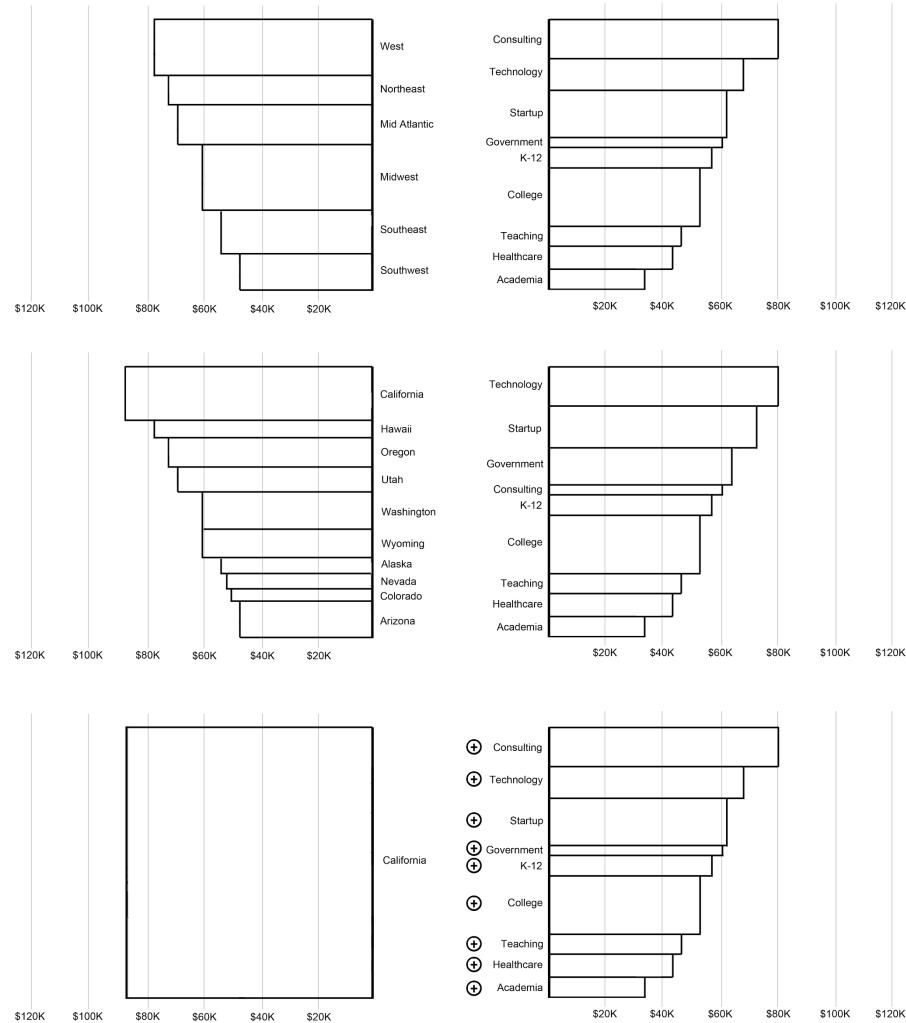 West
Northeast
Mid Atlantic
Midwest
Southeast
Southwest
$120K $100K $80K $60K $40K $20K
Consulting
Technology
Startup
Government
K-12
College
Teaching
Healthcare
Academia
$20K $40K $60K $80K $100K $120K
California
Hawaii
Oregon
Utah
Washington
Wyoming
Alaska
Nevada
Colorado
Arizona
$120K $100K $80K $60K $40K $20K
Technology
Startup
Government
Consulting
K-12
College
Teaching
Healthcare
Academia
$20K $40K $60K $80K $100K $120K
California
$120K $100K $80K $60K $40K $20K
Consulting
Technology
Startup
Government
K-12
College
Teaching
Healthcare
Academia
$20K $40K $60K $80K $100K $120K